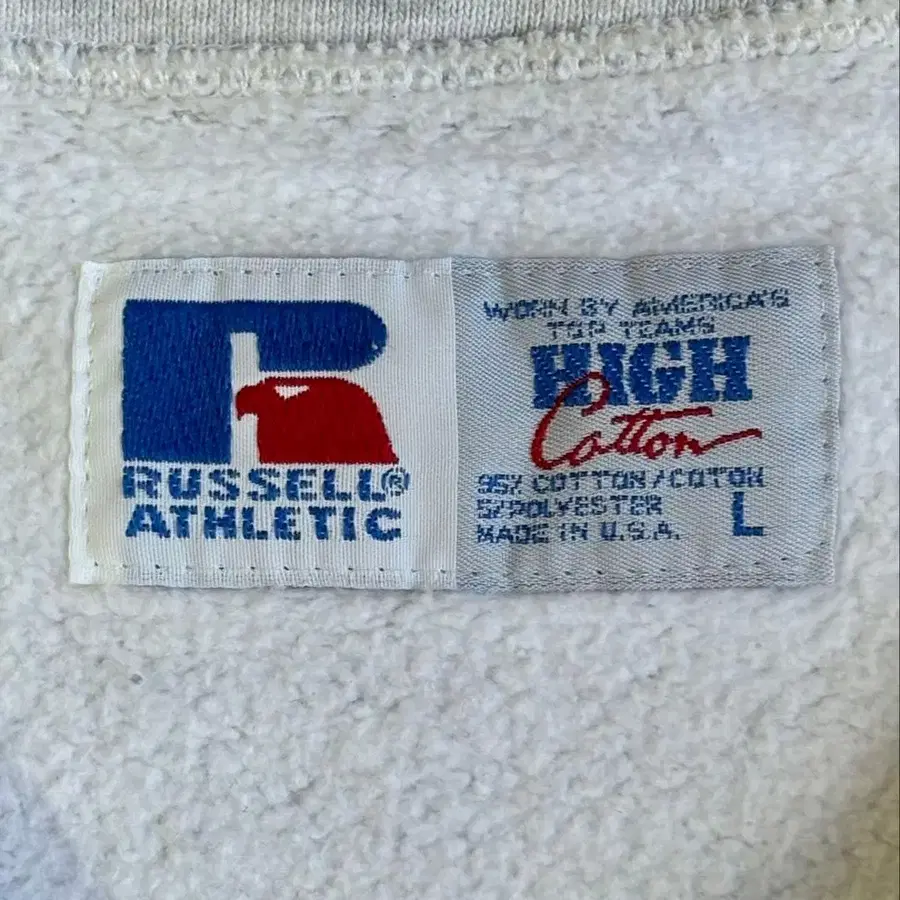 RUSSELL®
ATHLETIC
WORN BY AMERICA'S
TOP TEAMS
HIGH
Cotton
95% COTTON/COTON
5%POLYESTER
MADE IN U.S.A.
L